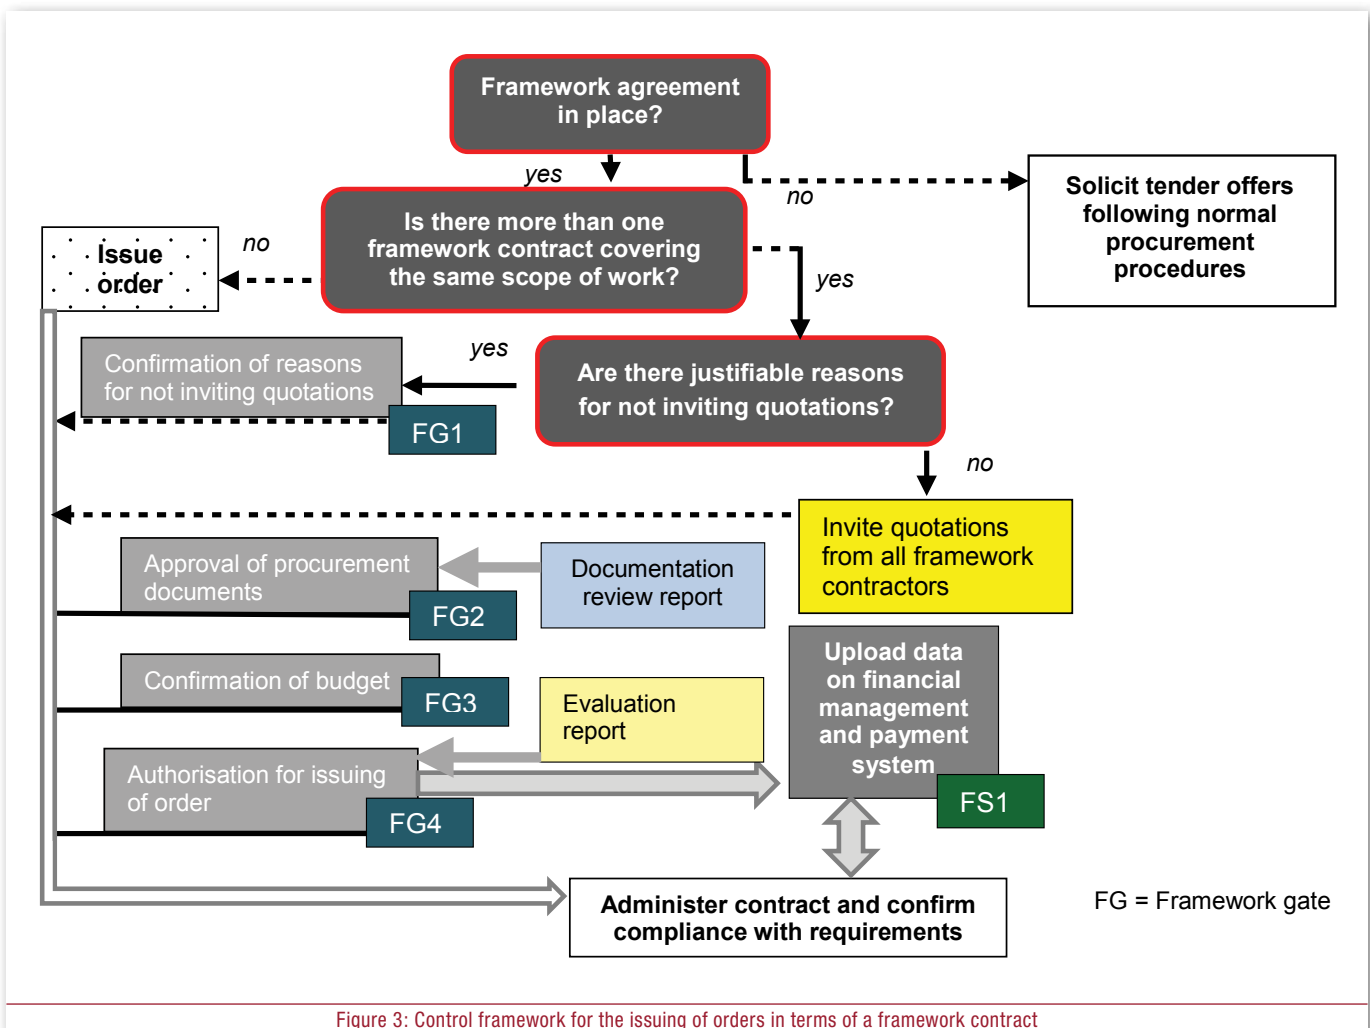 Framework agreement
in place?
yes
no
Solicit tender offers
following normal
procurement
procedures
Is there more than one
framework contract covering
the same scope of work?
no
Issue
order
yes
Are there justifiable reasons
for not inviting quotations?
yes
Confirmation of reasons
for not inviting quotations
FG1
no
Invite quotations
from all framework
contractors
Approval of procurement
documents
FG2
Documentation
review report
Confirmation of budget
FG3
Evaluation
report
Upload data
on financial
management
and payment
system
FS1
Authorisation for issuing
of order
FG4
Administer contract and confirm
compliance with requirements
FG = Framework gate
Figure 3: Control framework for the issuing of orders in terms of a framework contract